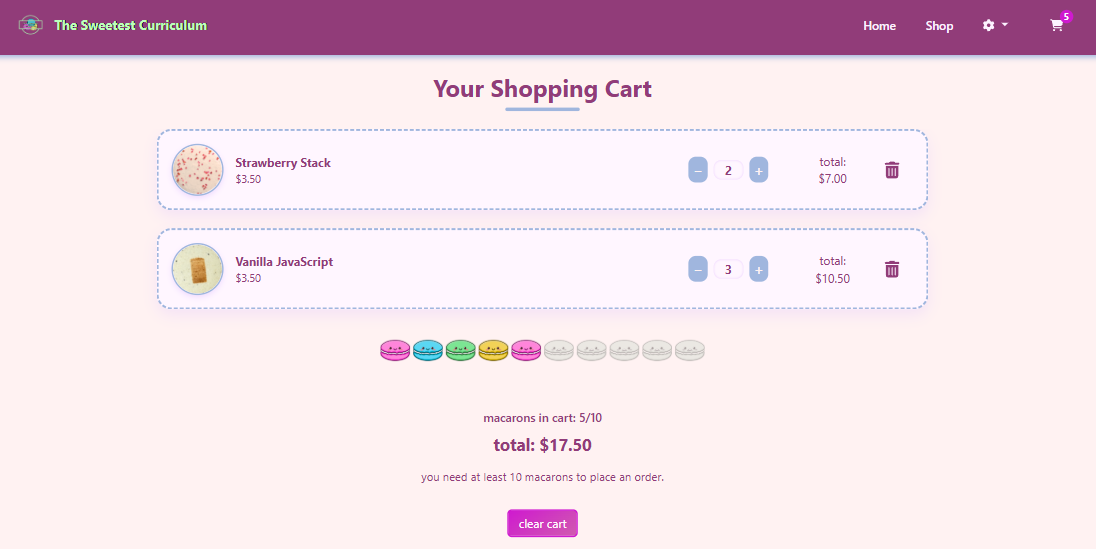 The Sweetest Curriculum
Home
Shop
5
Your Shopping Cart
Strawberry Stack
$3.50
−
2
+
total:
$7.00
Vanilla JavaScript
$3.50
−
3
+
total:
$10.50
macarons in cart: 5/10
total: $17.50
you need at least 10 macarons to place an order.
clear cart